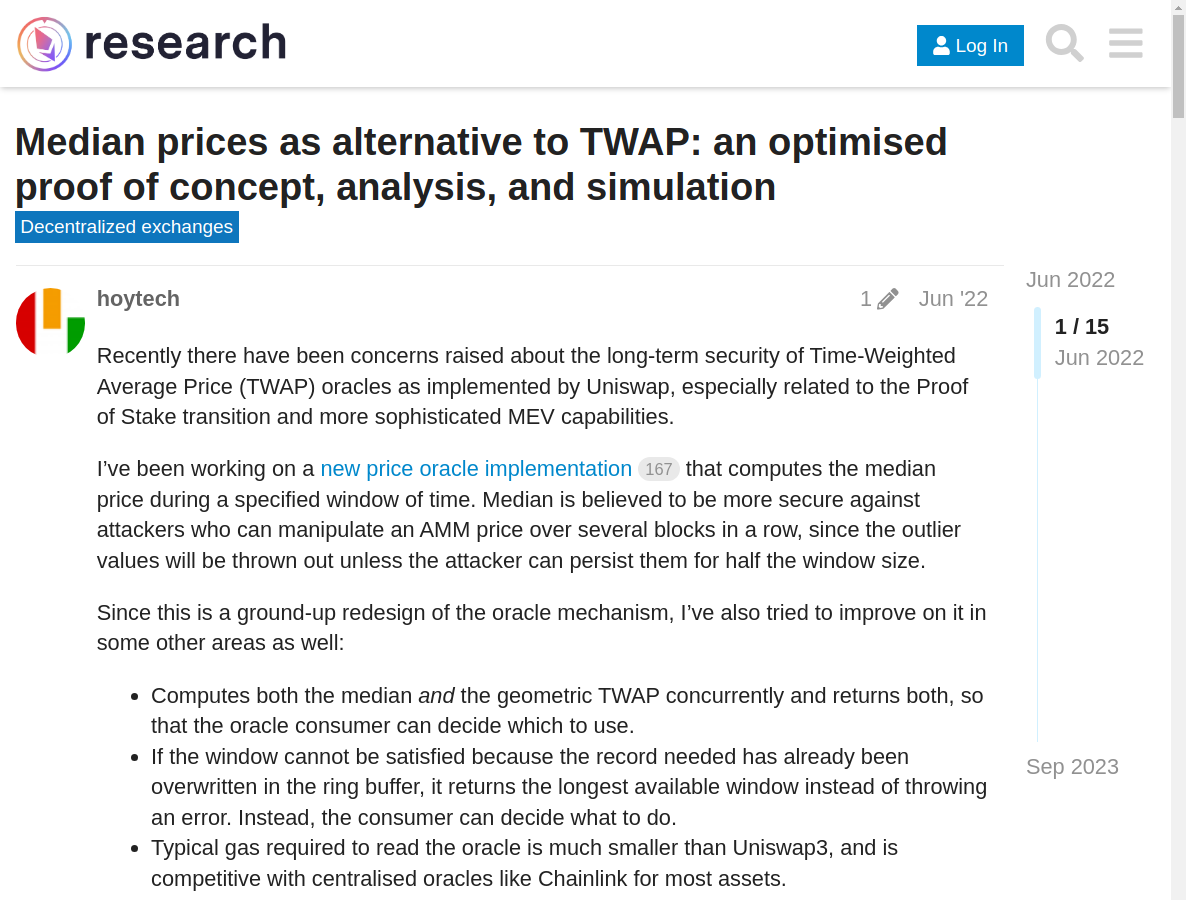 research
Log In
Median prices as alternative to TWAP: an optimised
proof of concept, analysis, and simulation
Decentralized exchanges
hoytech
1
Jun '22
Recently there have been concerns raised about the long-term security of Time-Weighted
Average Price (TWAP) oracles as implemented by Uniswap, especially related to the Proof
of Stake transition and more sophisticated MEV capabilities.
I’ve been working on a new price oracle implementation 167 that computes the median
price during a specified window of time. Median is believed to be more secure against
attackers who can manipulate an AMM price over several blocks in a row, since the outlier
values will be thrown out unless the attacker can persist them for half the window size.
Since this is a ground-up redesign of the oracle mechanism, I’ve also tried to improve on it in
some other areas as well:
• Computes both the median and the geometric TWAP concurrently and returns both, so
that the oracle consumer can decide which to use.
• If the window cannot be satisfied because the record needed has already been
overwritten in the ring buffer, it returns the longest available window instead of throwing
an error. Instead, the consumer can decide what to do.
• Typical gas required to read the oracle is much smaller than Uniswap3, and is
competitive with centralised oracles like Chainlink for most assets.
Jun 2022
1 / 15
Jun 2022
Sep 2023